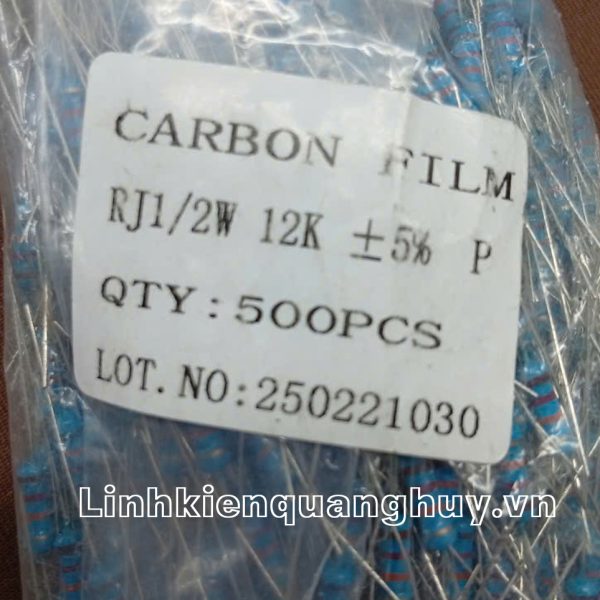 CARBON FILM
RJ1/2W 12K ±5% P
QTY:500PCS
LOT.NO:250221030
Linhkienquanghuy.vn